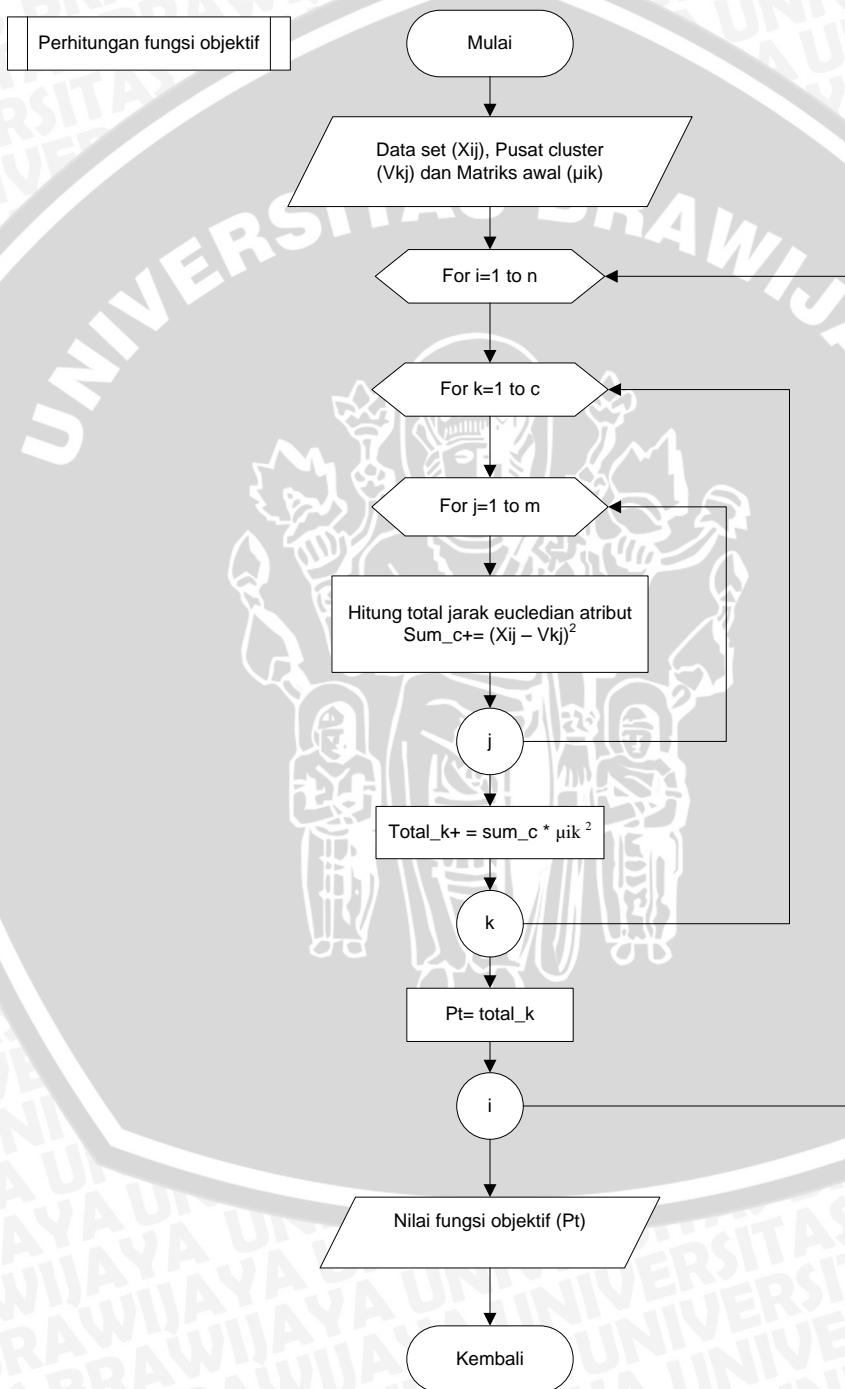 Perhitungan fungsi objektif
Mulai
Data set (Xij), Pusat cluster
(Vkj) dan Matriks awal (μik)
For i=1 to n
For k=1 to c
For j=1 to m
Hitung total jarak eucledian atribut
Sum_c+= (Xij – Vkj)²
j
Total_k+ = sum_c * μik ²
k
Pt= total_k
i
Nilai fungsi objektif (Pt)
Kembali
UNIVERSITAS BRAWIJA